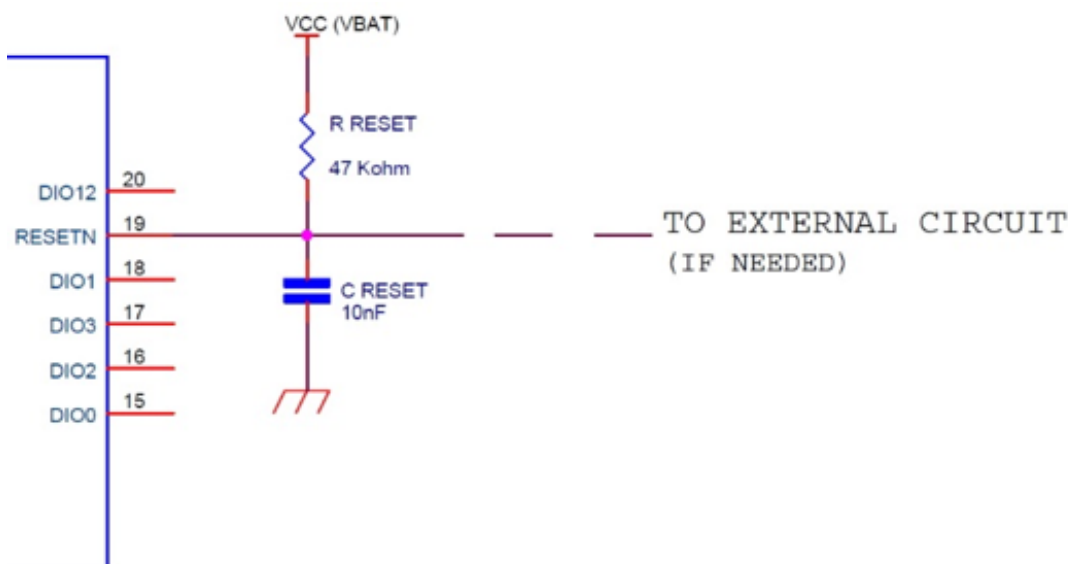 VCC (VBAT)
R RESET
47 Kohm
DIO12 20
RESETN 19
TO EXTERNAL CIRCUIT
(IF NEEDED)
DIO1 18
C RESET
10nF
DIO3 17
DIO2 16
DIO0 15